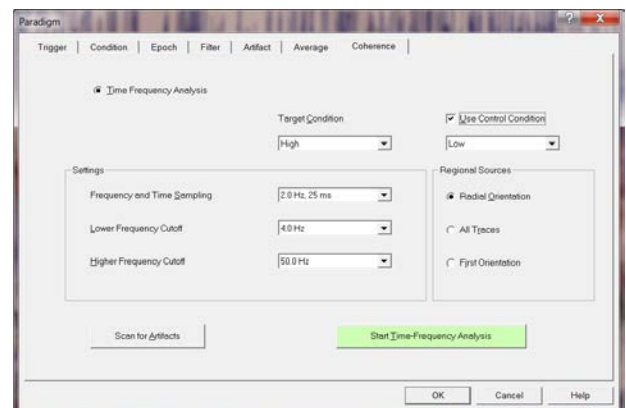 Paradigm
Trigger Condition Epoch Filter Artifact Average Coherence
Time Frequency Analysis
Target Condition Use Control Condition
High Low
Settings Regional Sources
Frequency and Time Sampling 2.0 Hz, 25 ms Radial Orientation
Lower Frequency Cutoff 4.0 Hz All Traces
Higher Frequency Cutoff 50.0 Hz First Orientation
Scan for Artifacts Start Time-Frequency Analysis
OK Cancel Help